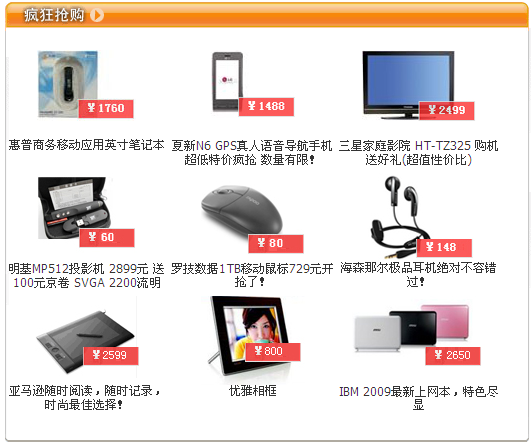 疯狂抢购
¥1760
¥1488
¥2499
惠普商务移动应用英寸笔记本
夏新N6 GPS真人语音导航手机
超低特价疯抢 数量有限!
三星家庭影院 HT-TZ325 购机
送好礼(超值性价比)
¥60
¥80
¥148
明基MP512投影机 2899元 送
100元京卷 SVGA 2200流明
罗技数据1TB移动鼠标729元开
抢了!
海森那尔极品耳机绝对不容错
过!
¥2599
¥800
¥2650
亚马逊随时阅读，随时记录，
时尚最佳选择!
优雅相框
IBM 2009最新上网本，特色尽
显
LG